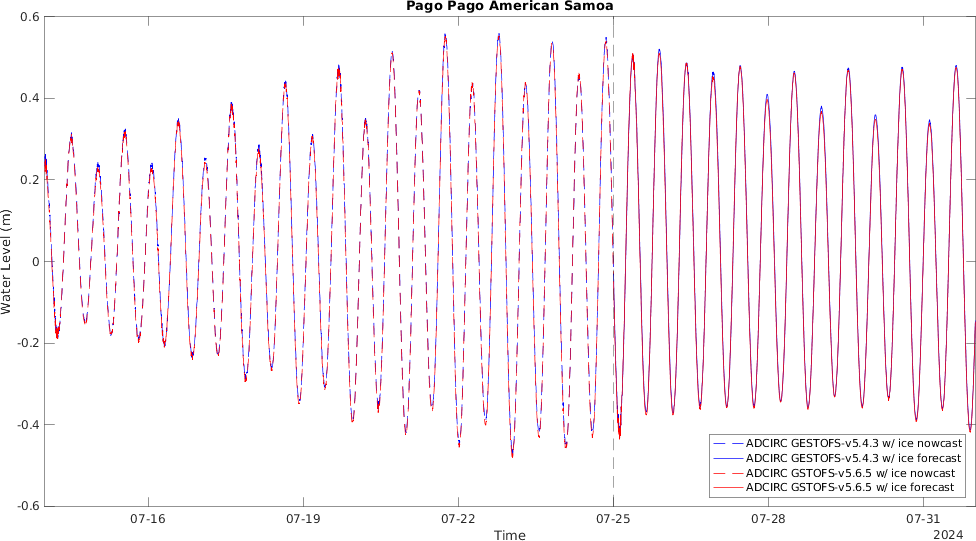 Pago Pago American Samoa
0.6
0.4
0.2
0
-0.2
-0.4
-0.6
Water Level (m)
ADCIRC GESTOFS-v5.4.3 w/ ice nowcast
ADCIRC GESTOFS-v5.4.3 w/ ice forecast
ADCIRC GSTOFS-v5.6.5 w/ ice nowcast
ADCIRC GSTOFS-v5.6.5 w/ ice forecast
07-16 07-19 07-22 07-25 07-28 07-31
Time
2024